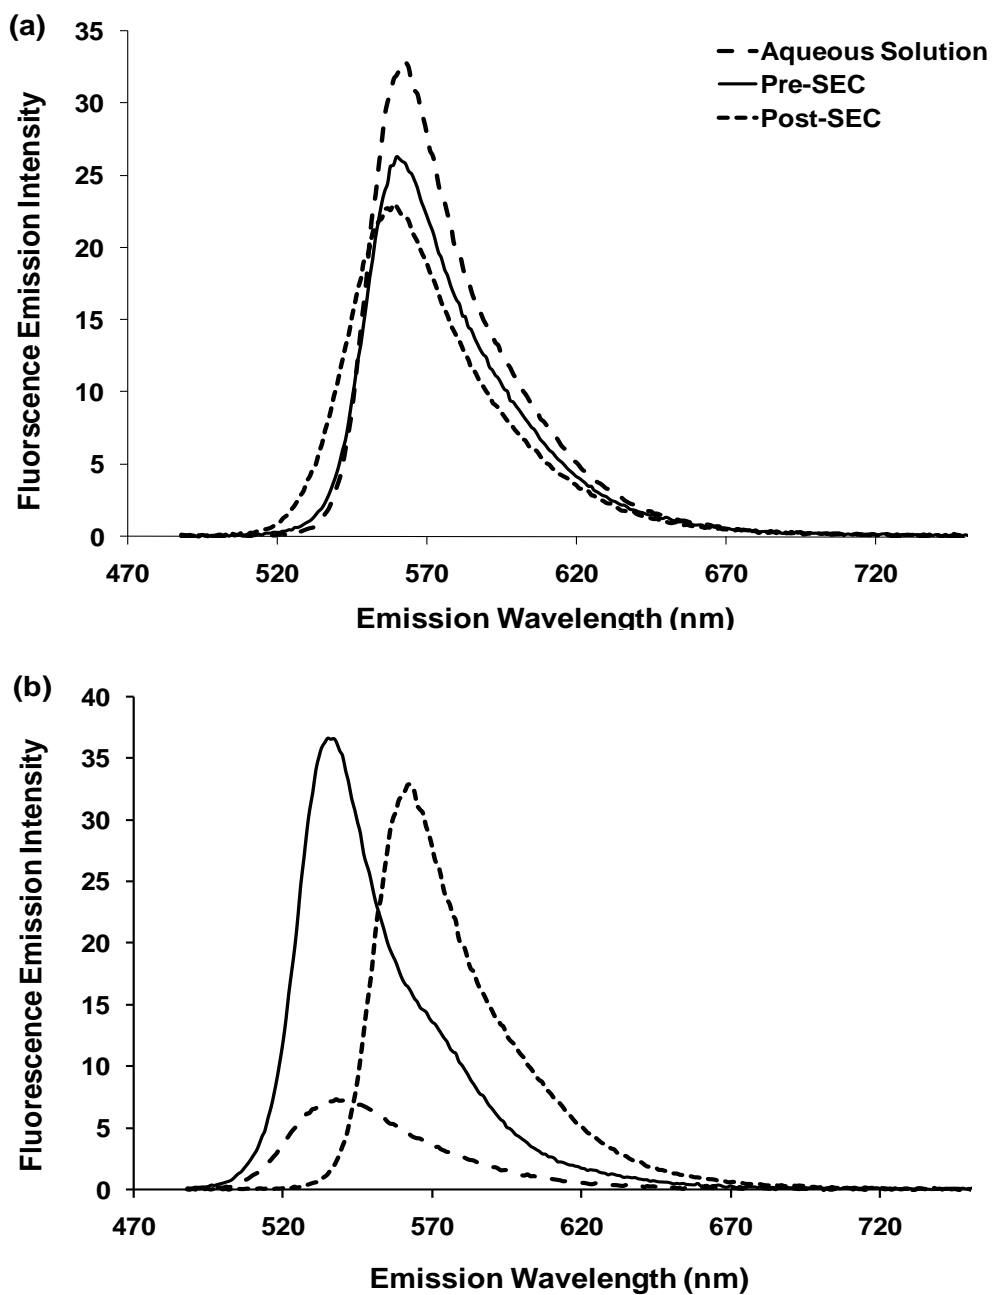 (a)
35
30
25
20
15
10
5
0
Fluorscence Emission Intensity
Aqueous Solution
Pre-SEC
Post-SEC
470 520 570 620 670 720
Emission Wavelength (nm)
(b)
40
35
30
25
20
15
10
5
0
Fluorescence Emission Intensity
470 520 570 620 670 720
Emission Wavelength (nm)